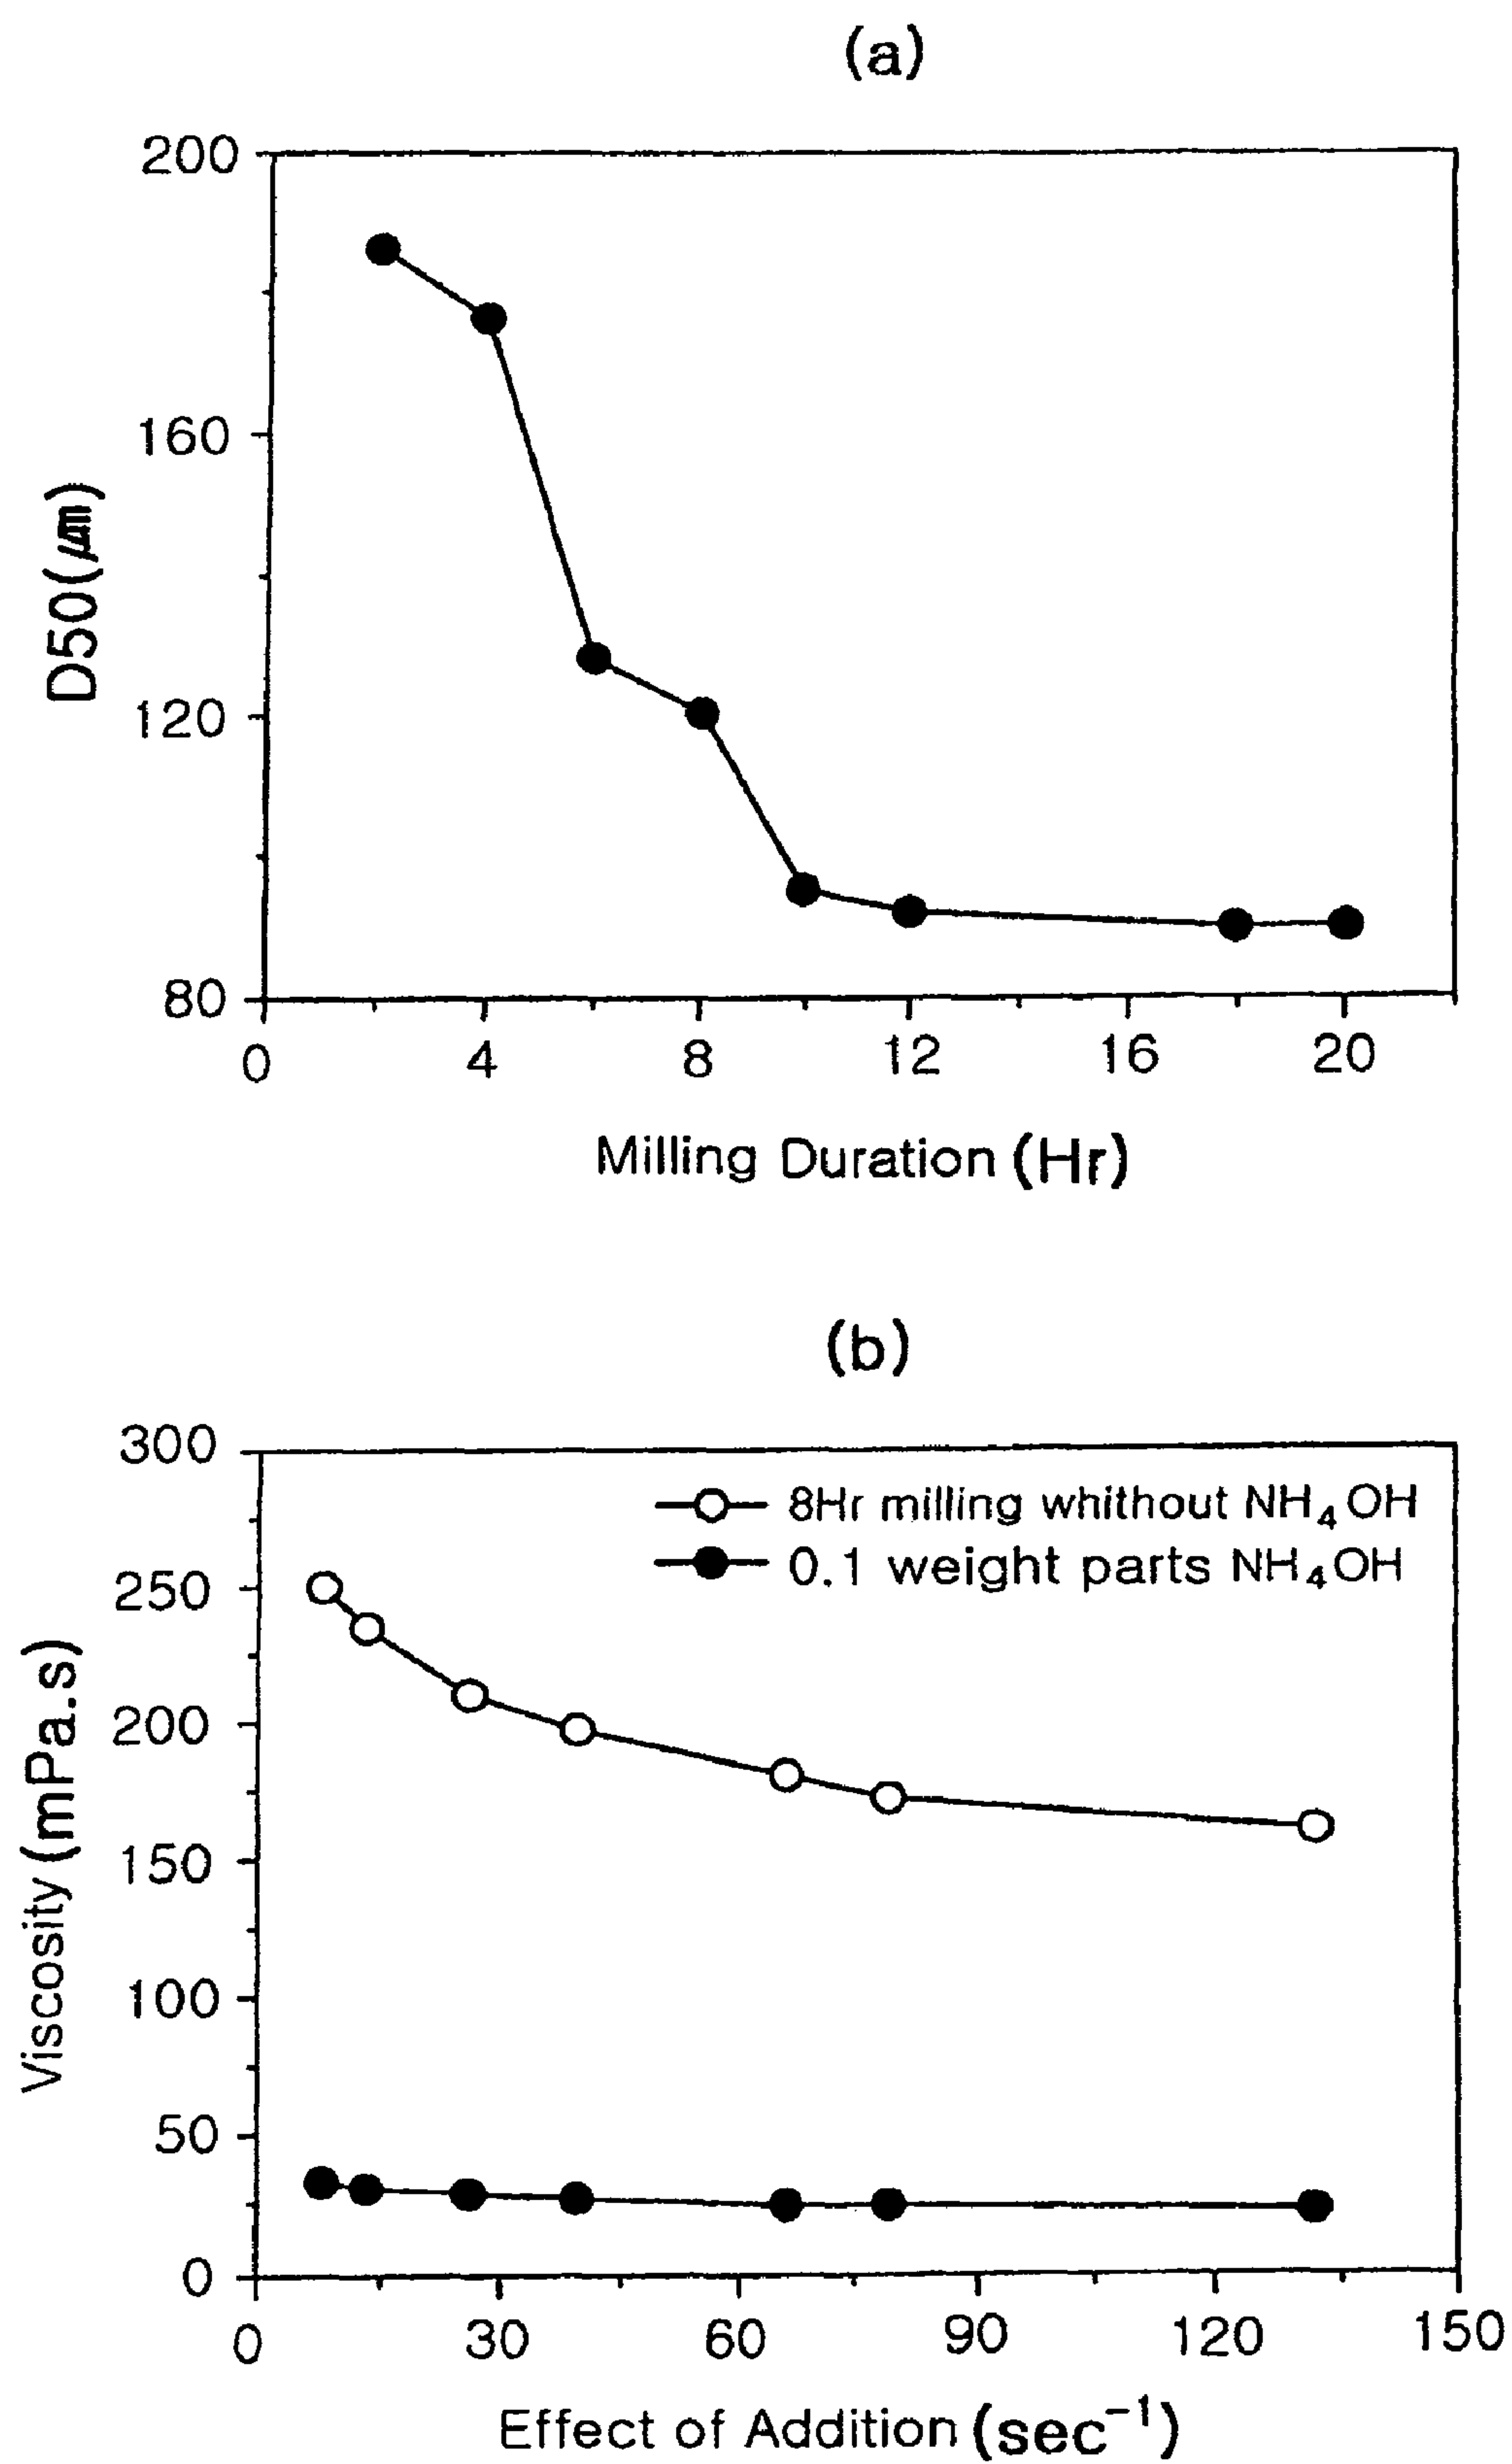 (a)
200
160
120
80
D50(㎛)
0 4 8 12 16 20
Milling Duration (Hr)
(b)
300
250
200
150
100
50
0
Viscosity (mPa.s)
8Hr milling whithout NH₄OH
0.1 weight parts NH₄OH
0 30 60 90 120 150
Effect of Addition (sec⁻¹)